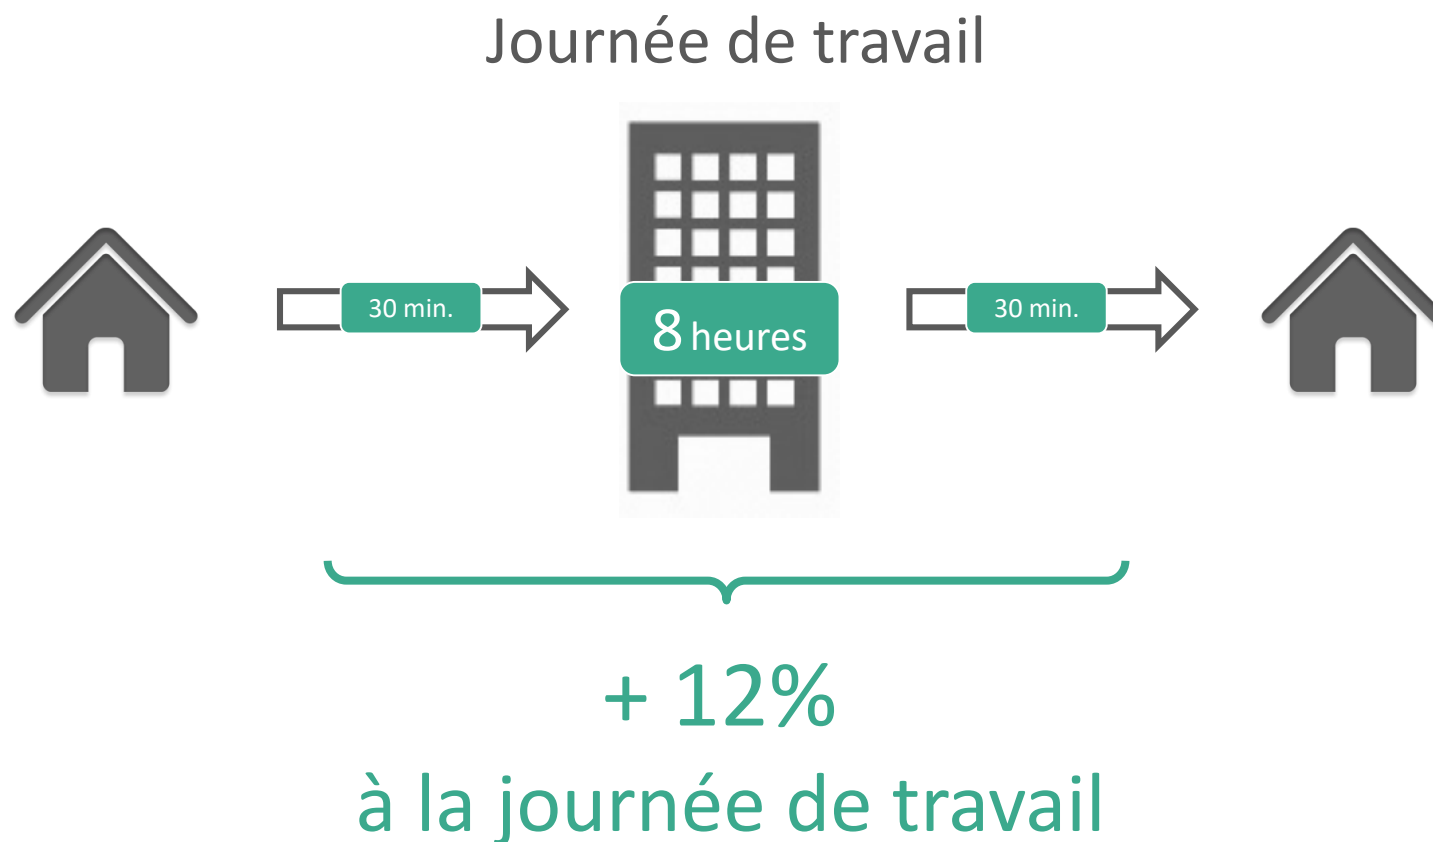 Journée de travail
30 min.
8 heures
30 min.
+ 12%
à la journée de travail